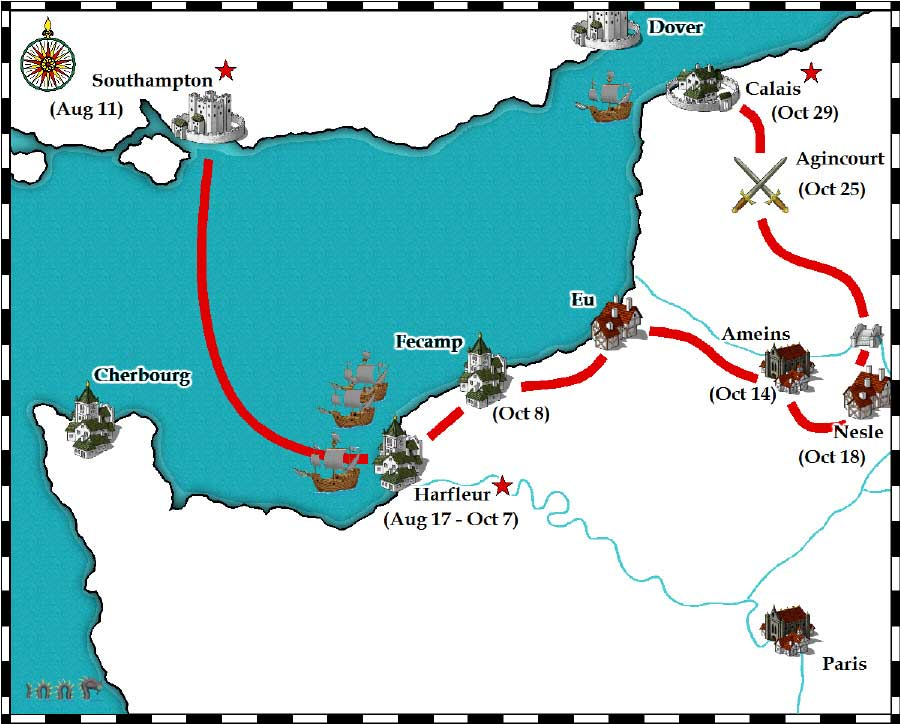 Dover
Southampton
(Aug 11)
Calais
(Oct 29)
Agincourt
(Oct 25)
Eu
Fecamp
Ameins
Cherbourg
(Oct 8)
(Oct 14)
Nesle
(Oct 18)
Harfleur
(Aug 17 - Oct 7)
Paris